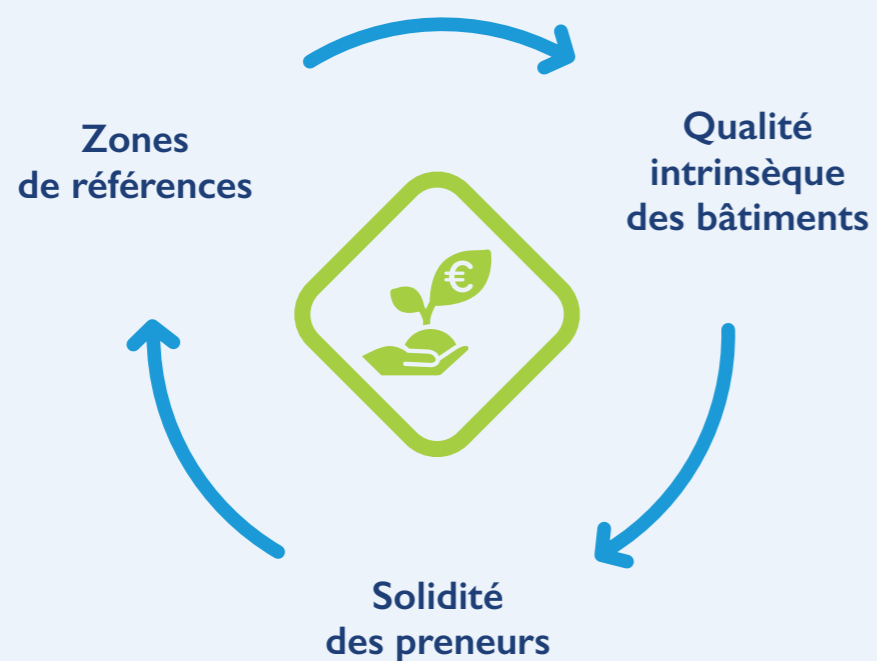 Zones
de références
Qualité
intrinsèque
des bâtiments
€
Solidité
des preneurs